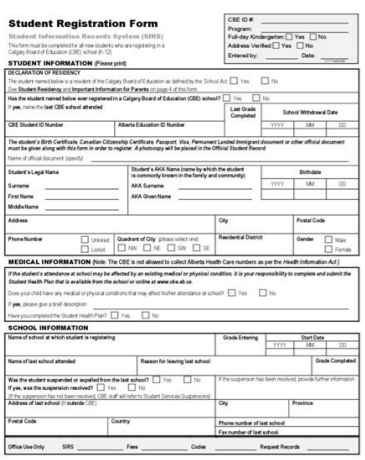 Student Registration Form
Student Information Records System (SIRS)
This form must be completed for all new students who are registering in a
Calgary Board of Education (CBE) school (K-12)
CBE ID #:
Program:
Full-day Kindergarten: Yes No
Address Verified: Yes No
Entered by: Date:
STUDENT INFORMATION (Please print)
DECLARATION OF RESIDENCY
The student named below is a resident of the Calgary Board of Education as defined by the School Act Yes No
See Student Residency and Important Information for Parents on page 4 of this form.
Has the student named below ever registered in a Calgary Board of Education (CBE) school? Yes No
If yes, name the last CBE school attended
Last Grade Completed
School Withdrawal Date
YYYY MM DD
CBE Student ID Number
Alberta Education ID Number
The student's Birth Certificate, Canadian Citizenship Certificate, Passport, Visa, Permanent Landed Immigrant document or other official document
must be given along with this form in order to register. A photocopy will be placed in the Official Student Record
Name of official document (specify)
Student's Legal Name
Student's AKA Name (name by which the student
is commonly known in the family and community)
Birthdate
YYYY MM DD
Surname AKA Surname
First Name AKA Given Name
Middle Name
Address City Postal Code
Phone Number Unlisted
Listed
Quadrant of City (please select one)
NW NE SW SE
Residential District
Gender Male
Female
MEDICAL INFORMATION (Note: The CBE is not allowed to collect Alberta Health Care numbers as per the Health Information Act.)
If the student's attendance at school may be affected by an existing medical or physical condition, it is your responsibility to complete and submit the
Student Health Plan that is available from the school or online at www.cbe.ab.ca.
Does your child have any medical or physical conditions that may affect his/her attendance at school? Yes No
If yes, please give a brief description
Have you completed the Student Health Plan? Yes No
SCHOOL INFORMATION
Name of school at which student is registering
Grade Entering
Start Date
YYYY MM DD
Name of last school attended
Reason for leaving last school
Grade Completed
Was the student suspended or expelled from the last school? Yes No
If yes, was the suspension resolved? Yes No
(If the suspension has not been resolved, CBE staff will refer to Student Services-Suspensions)
If the suspension has been resolved, provide further information.
Address of last school (if outside CBE)
City Province
Postal Code Country
Phone number of last school
Fax number of last school
Office Use Only SIRS Fees Codes Request Records